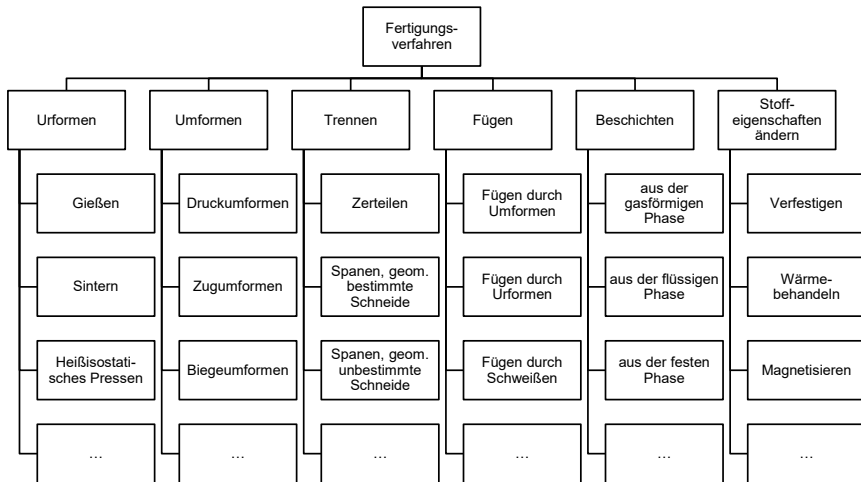 Fertigungs-
verfahren
Urformen
Umformen
Trennen
Fügen
Beschichten
Stoff-
eigenschaften
ändern
Gießen
Druckumformen
Zerteilen
Fügen durch
Umformen
aus der
gasförmigen
Phase
Verfestigen
Sintern
Zugumformen
Spanen, geom.
bestimmte
Schneide
Fügen durch
Urformen
aus der flüssigen
Phase
Wärme-
behandeln
Heißisostati-
sches Pressen
Biegeumformen
Spanen, geom.
unbestimmte
Schneide
Fügen durch
Schweißen
aus der festen
Phase
Magnetisieren
…
…
…
…
…
…